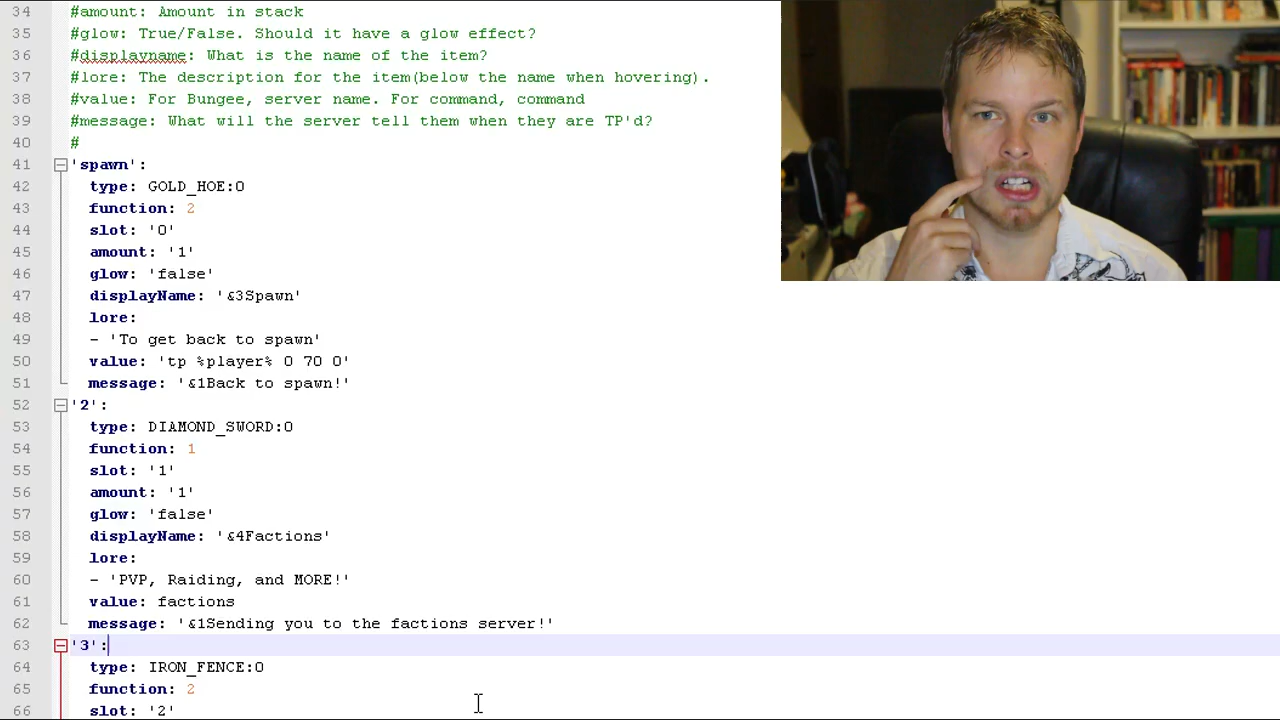 34 #amount: Amount in stack
35 #glow: True/False. Should it have a glow effect?
36 #displayname: What is the name of the item?
37 #lore: The description for the item(below the name when hovering).
38 #value: For Bungee, server name. For command, command
39 #message: What will the server tell them when they are TP'd?
40 #
41 'spawn':
42 type: GOLD_HOE:0
43 function: 2
44 slot: '0'
45 amount: '1'
46 glow: 'false'
47 displayName: '&3Spawn'
48 lore:
49 - 'To get back to spawn'
50 value: 'tp %player% 0 70 0'
51 message: '&1Back to spawn!'
52 '2':
53 type: DIAMOND_SWORD:0
54 function: 1
55 slot: '1'
56 amount: '1'
57 glow: 'false'
58 displayName: '&4Factions'
59 lore:
60 - 'PVP, Raiding, and MORE!'
61 value: factions
62 message: '&1Sending you to the factions server!'
63 '3':
64 type: IRON_FENCE:0
65 function: 2
66 slot: '2'